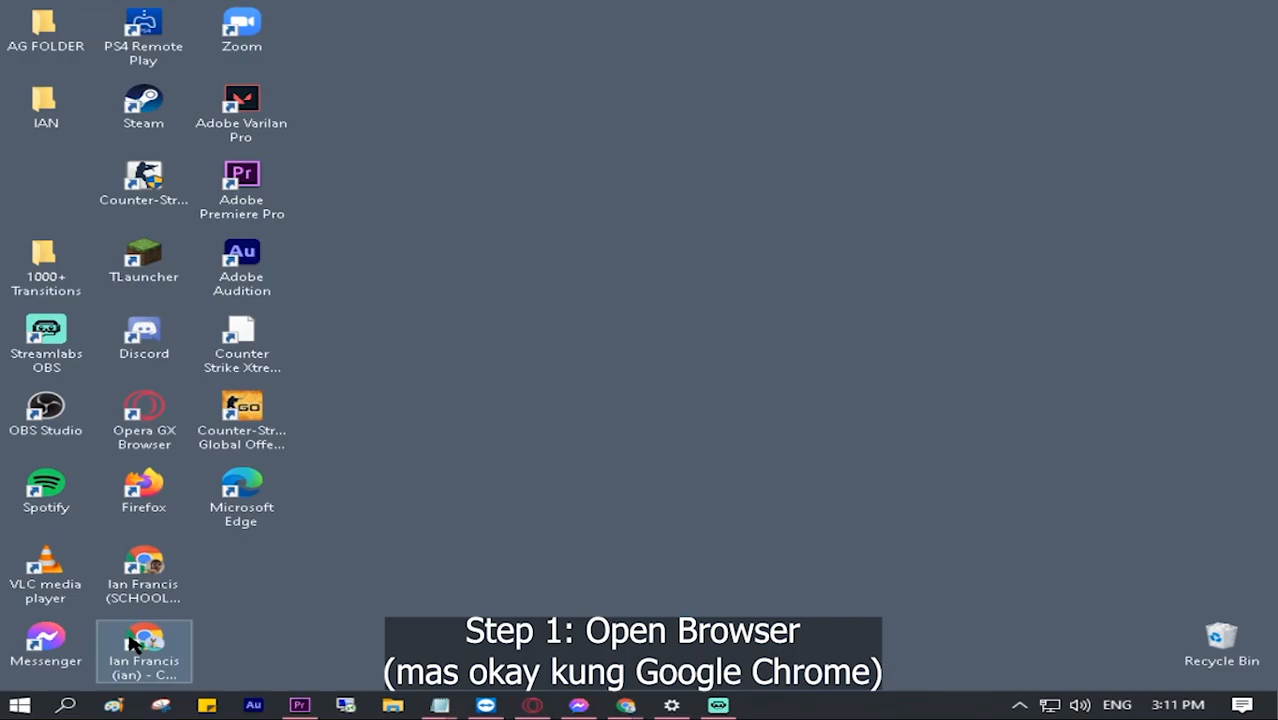 AG FOLDER
PS4 Remote
Play
Zoom
IAN
Steam
Adobe Varilan
Pro
Counter-Str...
Adobe
Premiere Pro
1000+
Transitions
TLauncher
Adobe
Audition
Streamlabs
OBS
Discord
Counter
Strike Xtre...
OBS Studio
Opera GX
Browser
Counter-Str...
Global Offe...
Spotify
Firefox
Microsoft
Edge
VLC media
player
Ian Francis
(SCHOOL...
Messenger
Ian Francis
(ian) - C...
Recycle Bin
Step 1: Open Browser
(mas okay kung Google Chrome)
ENG
3:11 PM